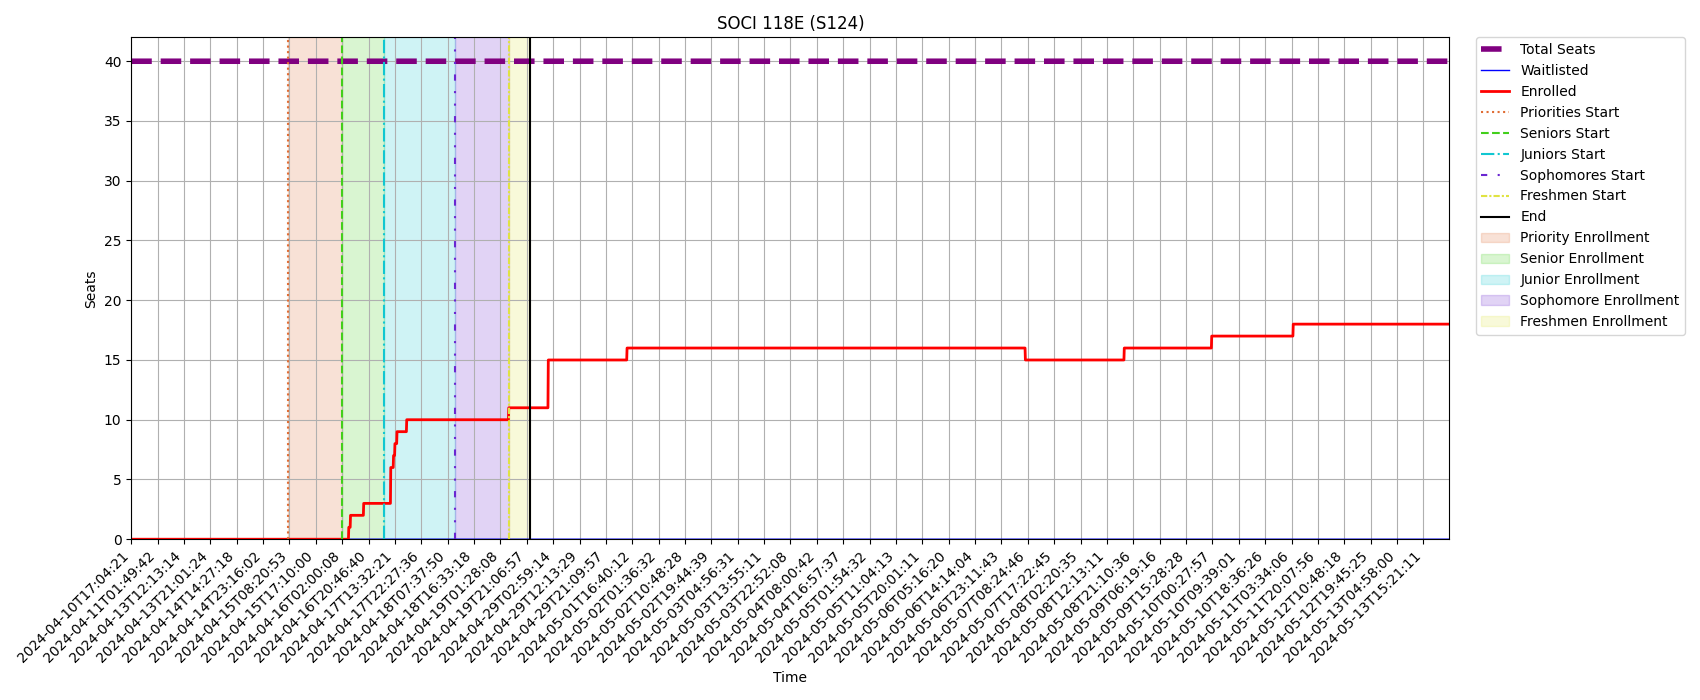 SOCI 118E (S124)
Seats
40
35
30
25
20
15
10
5
0
2024-04-10T17:04:21
2024-04-11T01:49:42
2024-04-13T12:13:14
2024-04-13T21:01:24
2024-04-14T14:27:18
2024-04-14T23:16:02
2024-04-15T08:20:53
2024-04-15T17:10:00
2024-04-16T02:00:08
2024-04-16T20:46:40
2024-04-17T13:32:21
2024-04-17T22:27:36
2024-04-18T07:37:50
2024-04-18T16:33:18
2024-04-19T01:28:08
2024-04-19T21:06:57
2024-04-29T02:59:14
2024-04-29T12:13:29
2024-04-29T21:09:57
2024-05-01T16:40:12
2024-05-02T01:36:32
2024-05-02T10:48:28
2024-05-02T19:44:39
2024-05-03T04:56:31
2024-05-03T13:55:11
2024-05-03T22:52:08
2024-05-04T08:00:42
2024-05-04T16:57:37
2024-05-05T01:54:32
2024-05-05T11:04:13
2024-05-05T20:01:11
2024-05-06T05:16:20
2024-05-06T14:14:04
2024-05-06T23:11:43
2024-05-07T08:24:46
2024-05-07T17:22:45
2024-05-08T02:20:35
2024-05-08T12:13:11
2024-05-08T21:10:36
2024-05-09T06:19:16
2024-05-09T15:28:28
2024-05-10T00:27:57
2024-05-10T09:39:01
2024-05-10T18:36:26
2024-05-11T03:34:06
2024-05-11T20:07:56
2024-05-12T10:48:18
2024-05-12T19:45:25
2024-05-13T04:58:00
2024-05-13T15:21:11
Time
Total Seats
Waitlisted
Enrolled
Priorities Start
Seniors Start
Juniors Start
Sophomores Start
Freshmen Start
End
Priority Enrollment
Senior Enrollment
Junior Enrollment
Sophomore Enrollment
Freshmen Enrollment